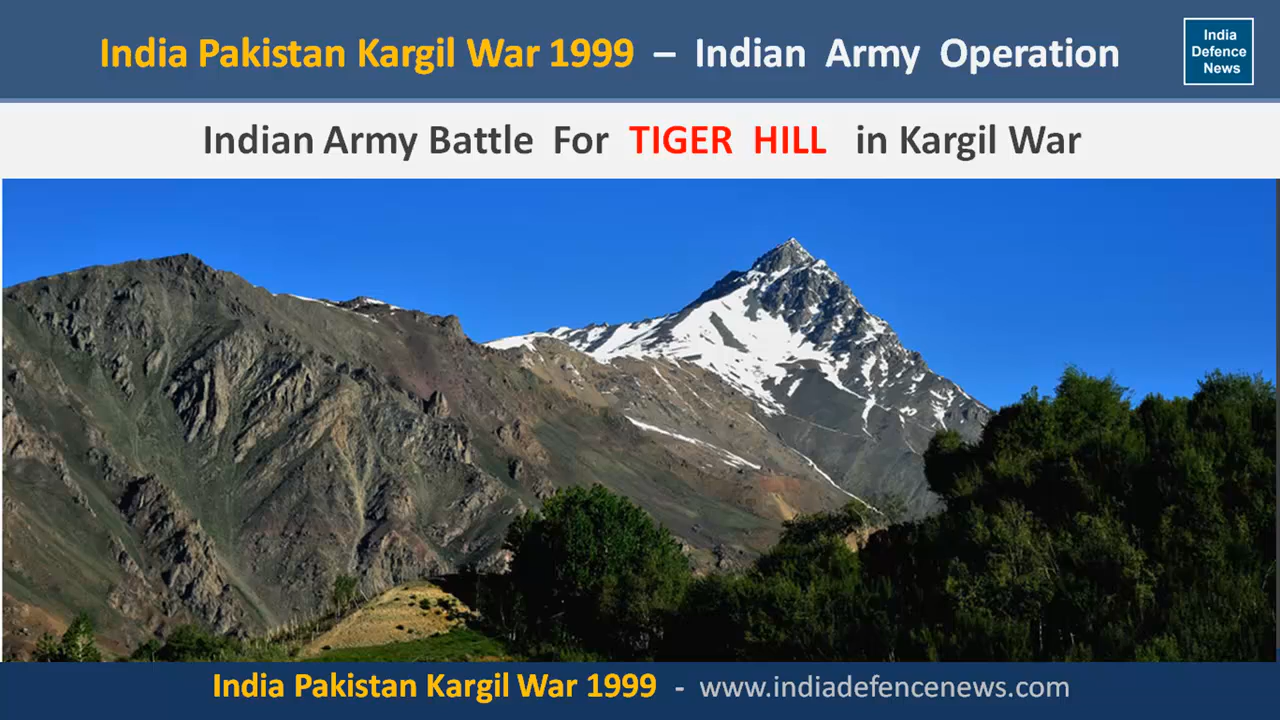 India Pakistan Kargil War 1999 – Indian Army Operation
India
Defence
News
Indian Army Battle For TIGER HILL in Kargil War
India Pakistan Kargil War 1999 - www.indiadefencenews.com